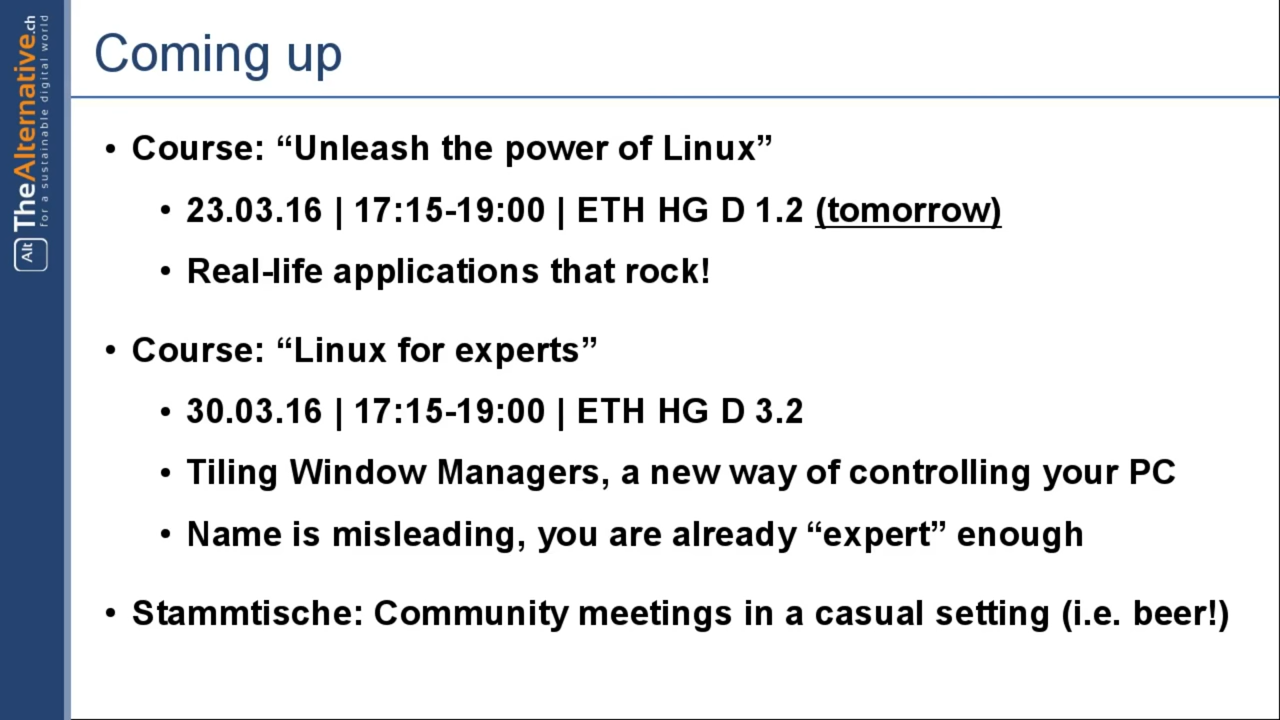 Alt TheAlternative.ch
for a sustainable digital world
Coming up
• Course: “Unleash the power of Linux”
• 23.03.16 | 17:15-19:00 | ETH HG D 1.2 (tomorrow)
• Real-life applications that rock!
• Course: “Linux for experts”
• 30.03.16 | 17:15-19:00 | ETH HG D 3.2
• Tiling Window Managers, a new way of controlling your PC
• Name is misleading, you are already “expert” enough
• Stammtische: Community meetings in a casual setting (i.e. beer!)